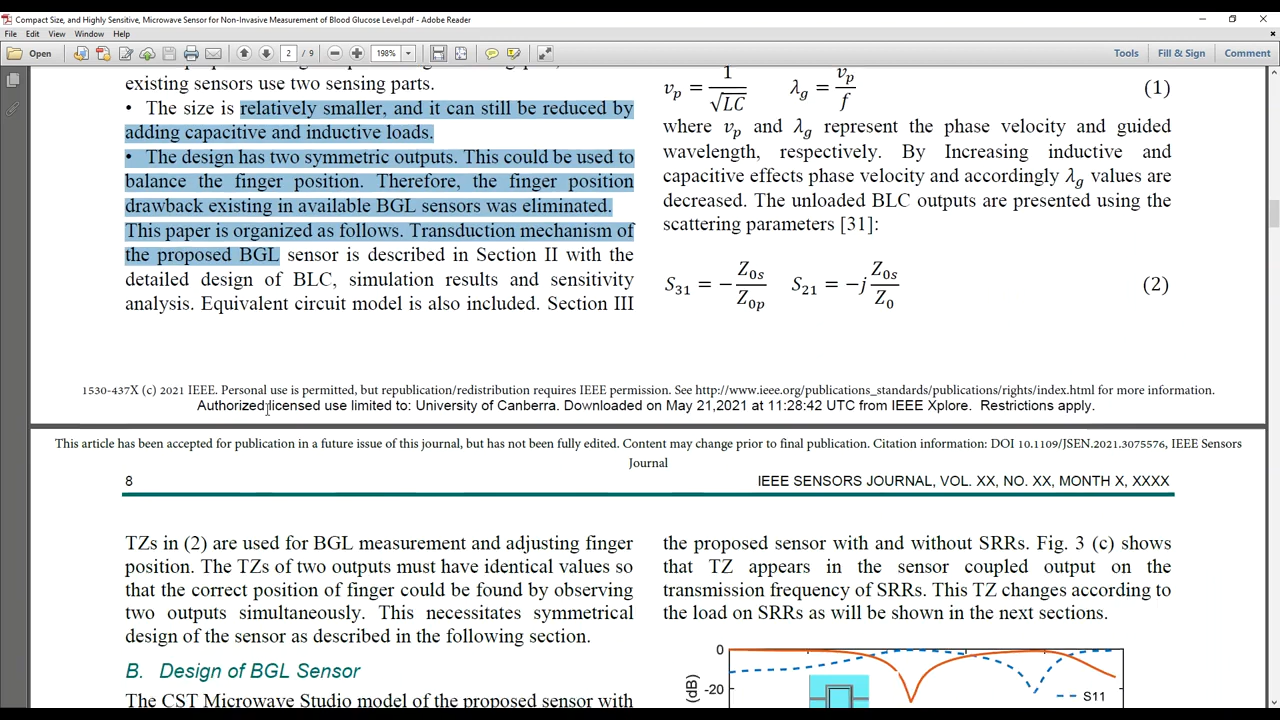 Compact Size, and Highly Sensitive, Microwave Sensor for Non-Invasive Measurement of Blood Glucose Level.pdf - Adobe Reader
File Edit View Window Help
Open 2 / 9 198% Tools Fill & Sign Comment
existing sensors use two sensing parts.
• The size is relatively smaller, and it can still be reduced by
adding capacitive and inductive loads.
• The design has two symmetric outputs. This could be used to
balance the finger position. Therefore, the finger position
drawback existing in available BGL sensors was eliminated.
This paper is organized as follows. Transduction mechanism of
the proposed BGL sensor is described in Section II with the
detailed design of BLC, simulation results and sensitivity
analysis. Equivalent circuit model is also included. Section III
v_p = 1/√LC λ_g = v_p/f (1)
where v_p and λ_g represent the phase velocity and guided
wavelength, respectively. By Increasing inductive and
capacitive effects phase velocity and accordingly λ_g values are
decreased. The unloaded BLC outputs are presented using the
scattering parameters [31]:
S_31 = − Z_0s/Z_0p S_21 = −j Z_0s/Z_0 (2)
1530-437X (c) 2021 IEEE. Personal use is permitted, but republication/redistribution requires IEEE permission. See http://www.ieee.org/publications_standards/publications/rights/index.html for more information.
Authorized licensed use limited to: University of Canberra. Downloaded on May 21,2021 at 11:28:42 UTC from IEEE Xplore. Restrictions apply.
This article has been accepted for publication in a future issue of this journal, but has not been fully edited. Content may change prior to final publication. Citation information: DOI 10.1109/JSEN.2021.3075576, IEEE Sensors
Journal
8 IEEE SENSORS JOURNAL, VOL. XX, NO. XX, MONTH X, XXXX
TZs in (2) are used for BGL measurement and adjusting finger
position. The TZs of two outputs must have identical values so
that the correct position of finger could be found by observing
two outputs simultaneously. This necessitates symmetrical
design of the sensor as described in the following section.
B. Design of BGL Sensor
The CST Microwave Studio model of the proposed sensor with
the proposed sensor with and without SRRs. Fig. 3 (c) shows
that TZ appears in the sensor coupled output on the
transmission frequency of SRRs. This TZ changes according to
the load on SRRs as will be shown in the next sections.
0
-20
(dB)
S11